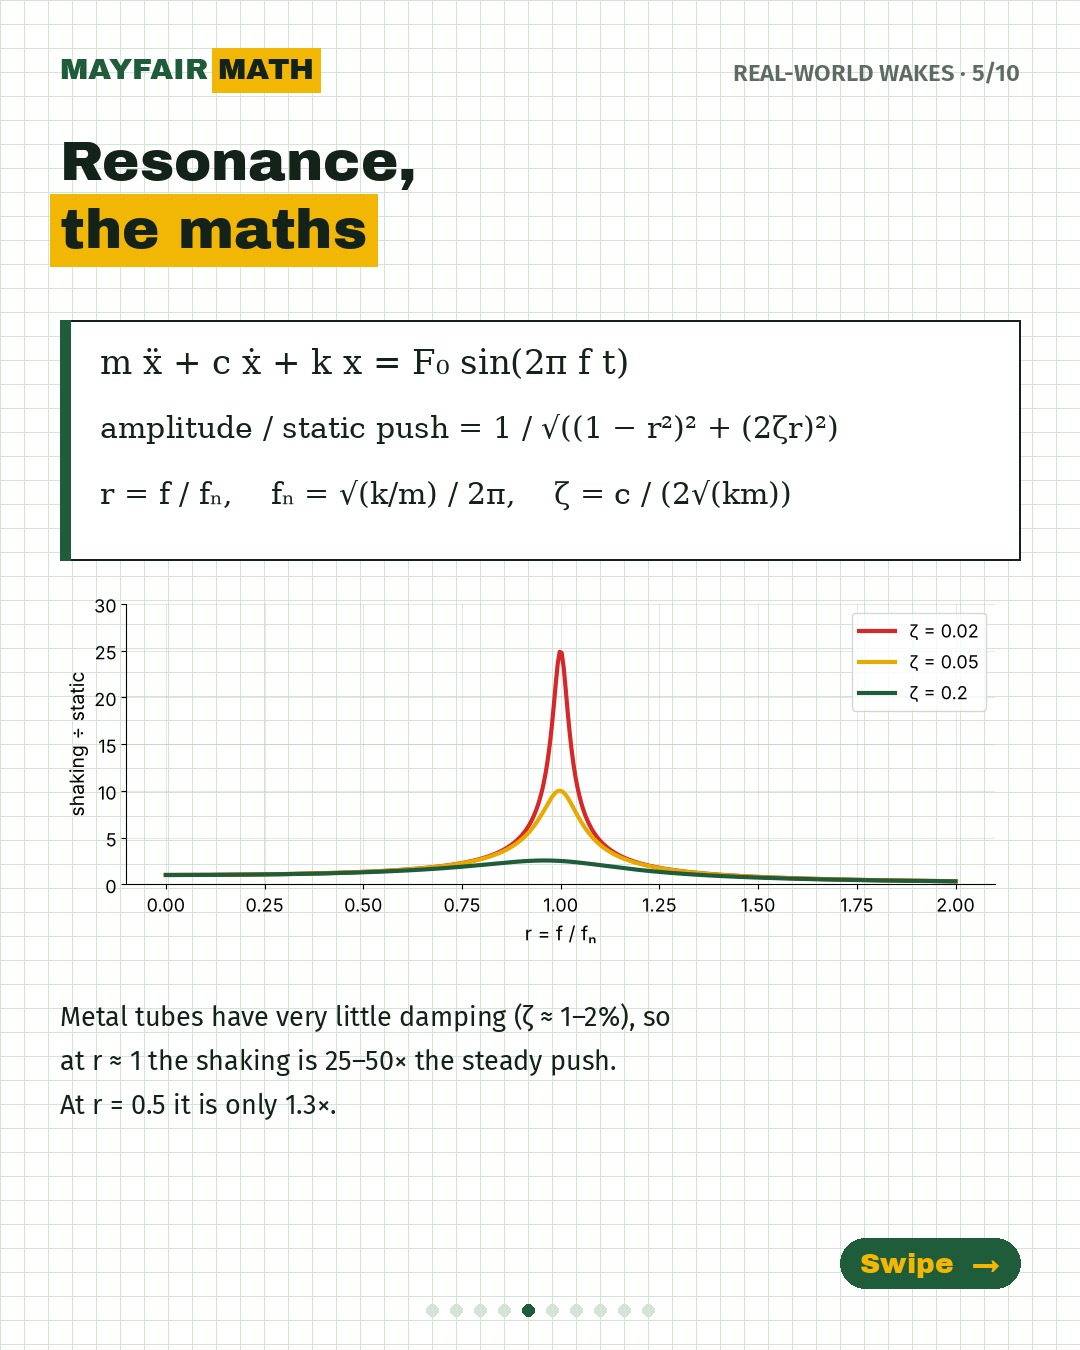 MAYFAIR MATH
REAL-WORLD WAKES · 5/10
Resonance,
the maths
m ẍ + c ẋ + k x = F₀ sin(2π f t)
amplitude / static push = 1 / √((1 − r²)² + (2ζr)²)
r = f / fₙ, fₙ = √(k/m) / 2π, ζ = c / (2√(km))
30
25
20
15
10
5
0
shaking ÷ static
ζ = 0.02
ζ = 0.05
ζ = 0.2
0.00 0.25 0.50 0.75 1.00 1.25 1.50 1.75 2.00
r = f / fₙ
Metal tubes have very little damping (ζ ≈ 1–2%), so
at r ≈ 1 the shaking is 25–50× the steady push.
At r = 0.5 it is only 1.3×.
Swipe →